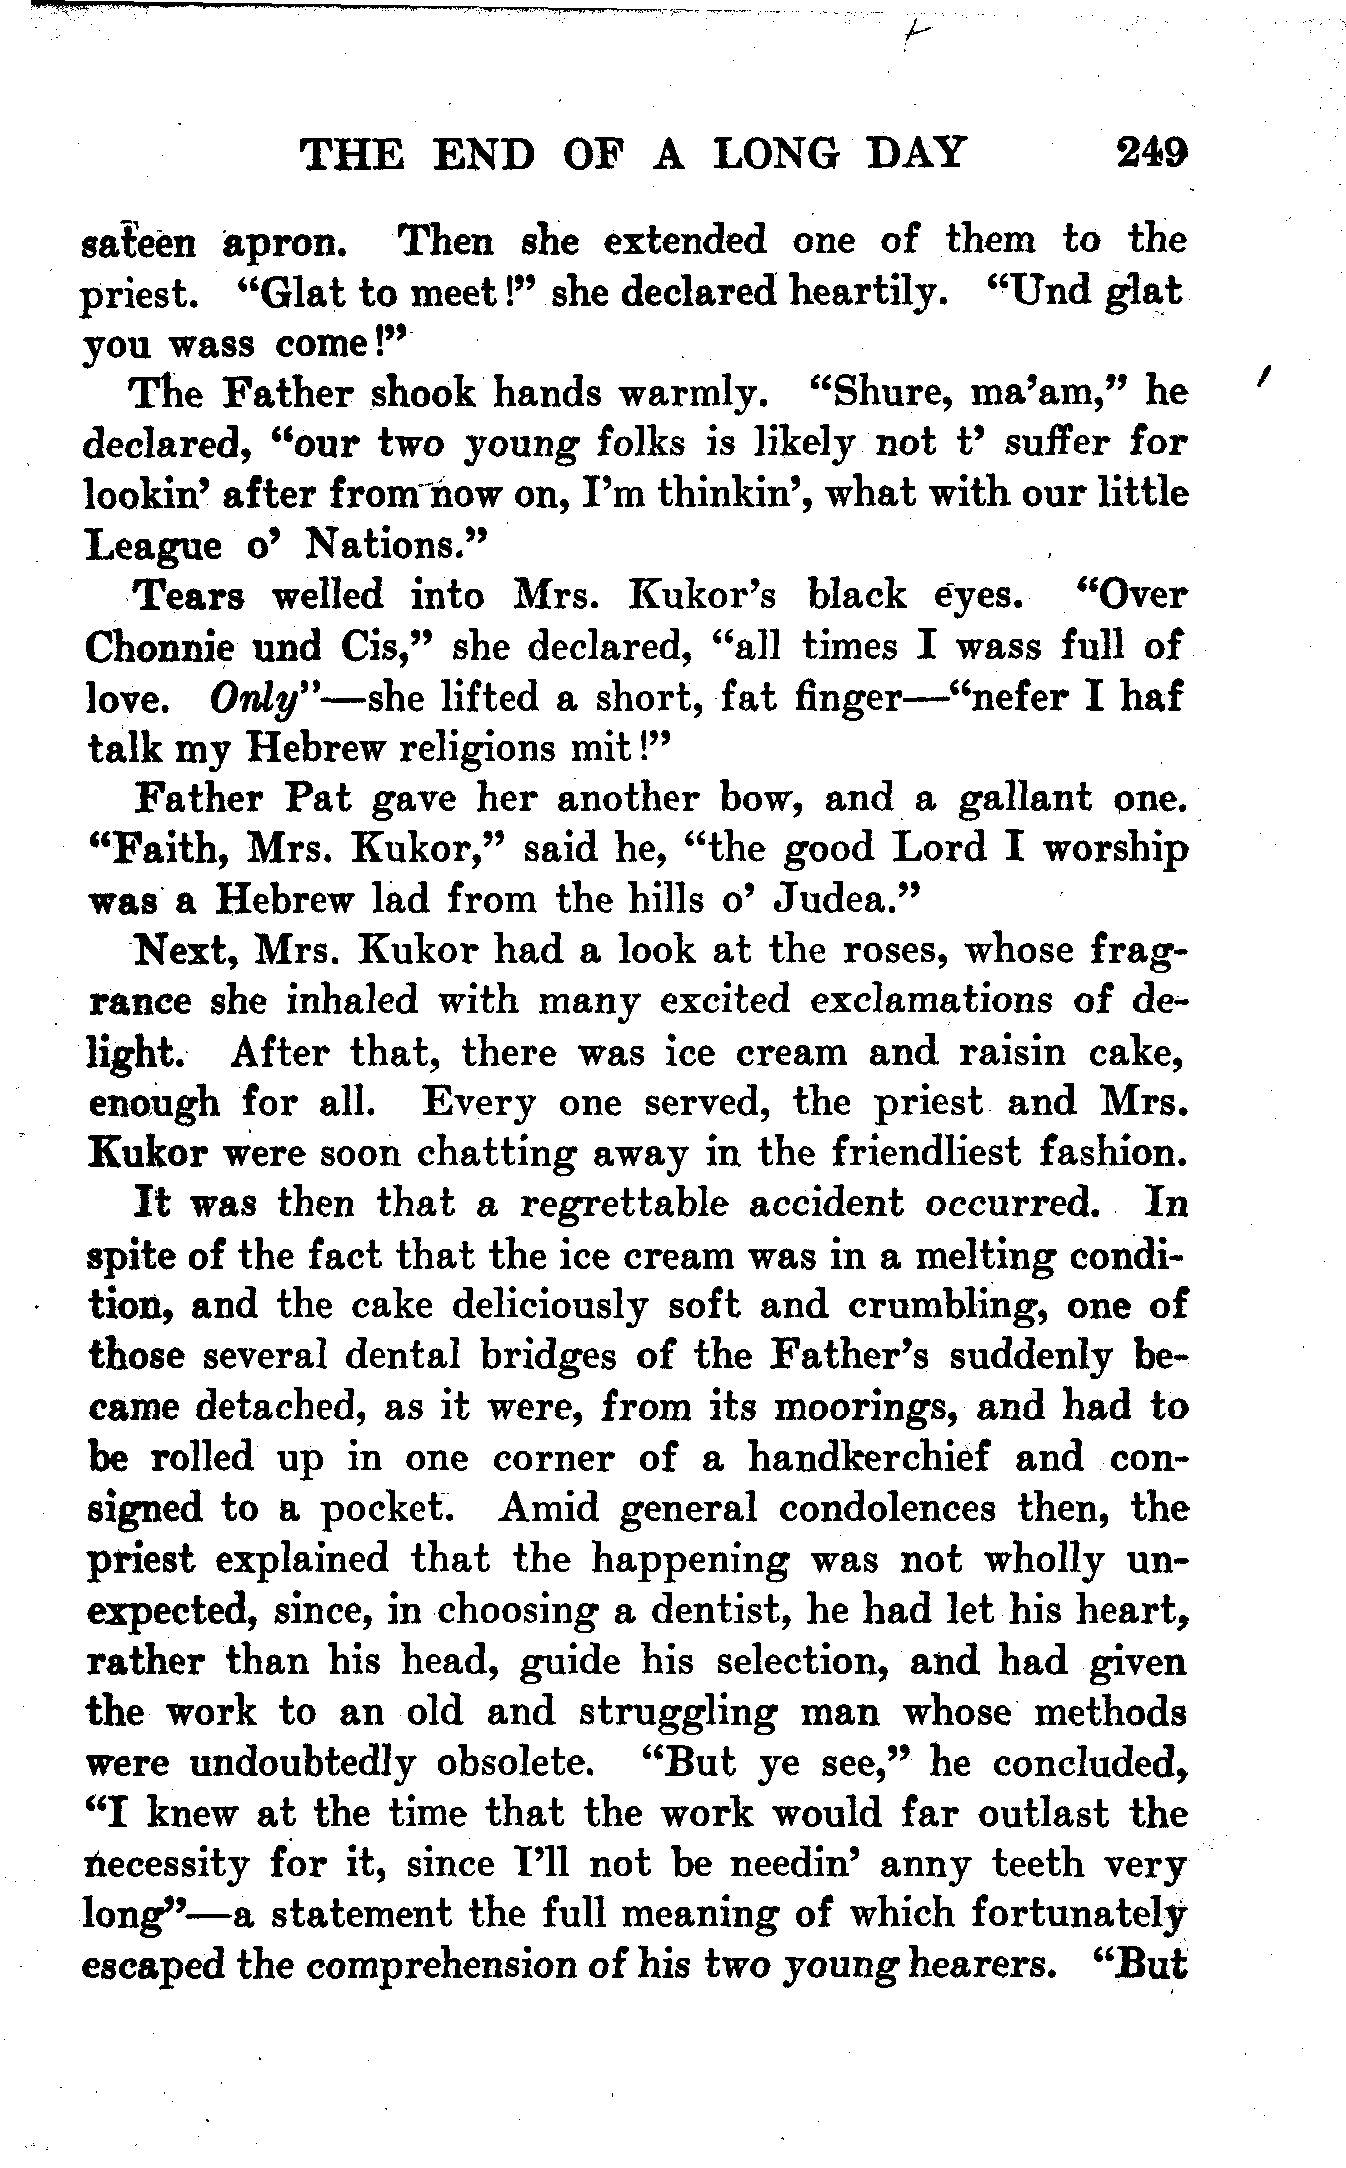 THE END OF A LONG DAY 249
sateen apron. Then she extended one of them to the
priest. “Glat to meet!” she declared heartily. “Und glat
you wass come!”
The Father shook hands warmly. “Shure, ma’am,” he
declared, “our two young folks is likely not t’ suffer for
lookin’ after from now on, I’m thinkin’, what with our little
League o’ Nations.”
Tears welled into Mrs. Kukor’s black eyes. “Over
Chonnie und Cis,” she declared, “all times I wass full of
love. Only”—she lifted a short, fat finger—“nefer I haf
talk my Hebrew religions mit!”
Father Pat gave her another bow, and a gallant one.
“Faith, Mrs. Kukor,” said he, “the good Lord I worship
was a Hebrew lad from the hills o’ Judea.”
Next, Mrs. Kukor had a look at the roses, whose frag-
rance she inhaled with many excited exclamations of de-
light. After that, there was ice cream and raisin cake,
enough for all. Every one served, the priest and Mrs.
Kukor were soon chatting away in the friendliest fashion.
It was then that a regrettable accident occurred. In
spite of the fact that the ice cream was in a melting condi-
tion, and the cake deliciously soft and crumbling, one of
those several dental bridges of the Father’s suddenly be-
came detached, as it were, from its moorings, and had to
be rolled up in one corner of a handkerchief and con-
signed to a pocket. Amid general condolences then, the
priest explained that the happening was not wholly un-
expected, since, in choosing a dentist, he had let his heart,
rather than his head, guide his selection, and had given
the work to an old and struggling man whose methods
were undoubtedly obsolete. “But ye see,” he concluded,
“I knew at the time that the work would far outlast the
necessity for it, since I’ll not be needin’ anny teeth very
long”—a statement the full meaning of which fortunately
escaped the comprehension of his two young hearers. “But